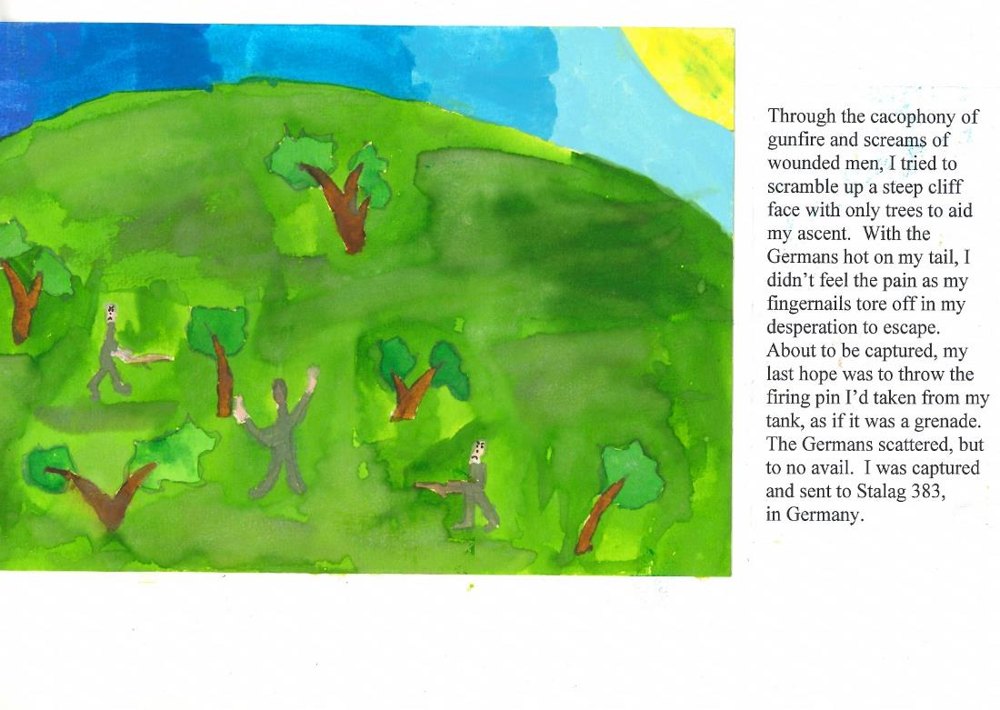 Through the cacophony of
gunfire and screams of
wounded men, I tried to
scramble up a steep cliff
face with only trees to aid
my ascent.  With the
Germans hot on my tail, I
didn't feel the pain as my
fingernails tore off in my
desperation to escape.
About to be captured, my
last hope was to throw the
firing pin I'd taken from my
tank, as if it was a grenade.
The Germans scattered, but
to no avail.  I was captured
and sent to Stalag 383,
in Germany.